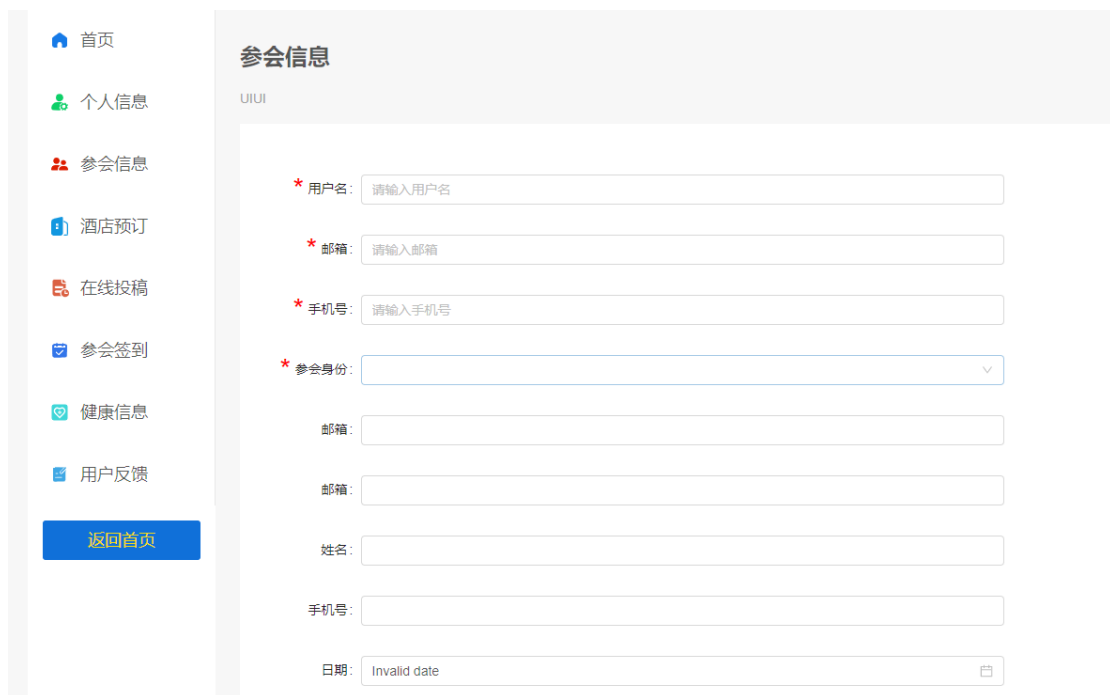 首页
个人信息
参会信息
酒店预订
在线投稿
参会签到
健康信息
用户反馈
返回首页
参会信息
UIUI
* 用户名: 请输入用户名
* 邮箱: 请输入邮箱
* 手机号: 请输入手机号
* 参会身份:
邮箱:
邮箱:
姓名:
手机号:
日期: Invalid date